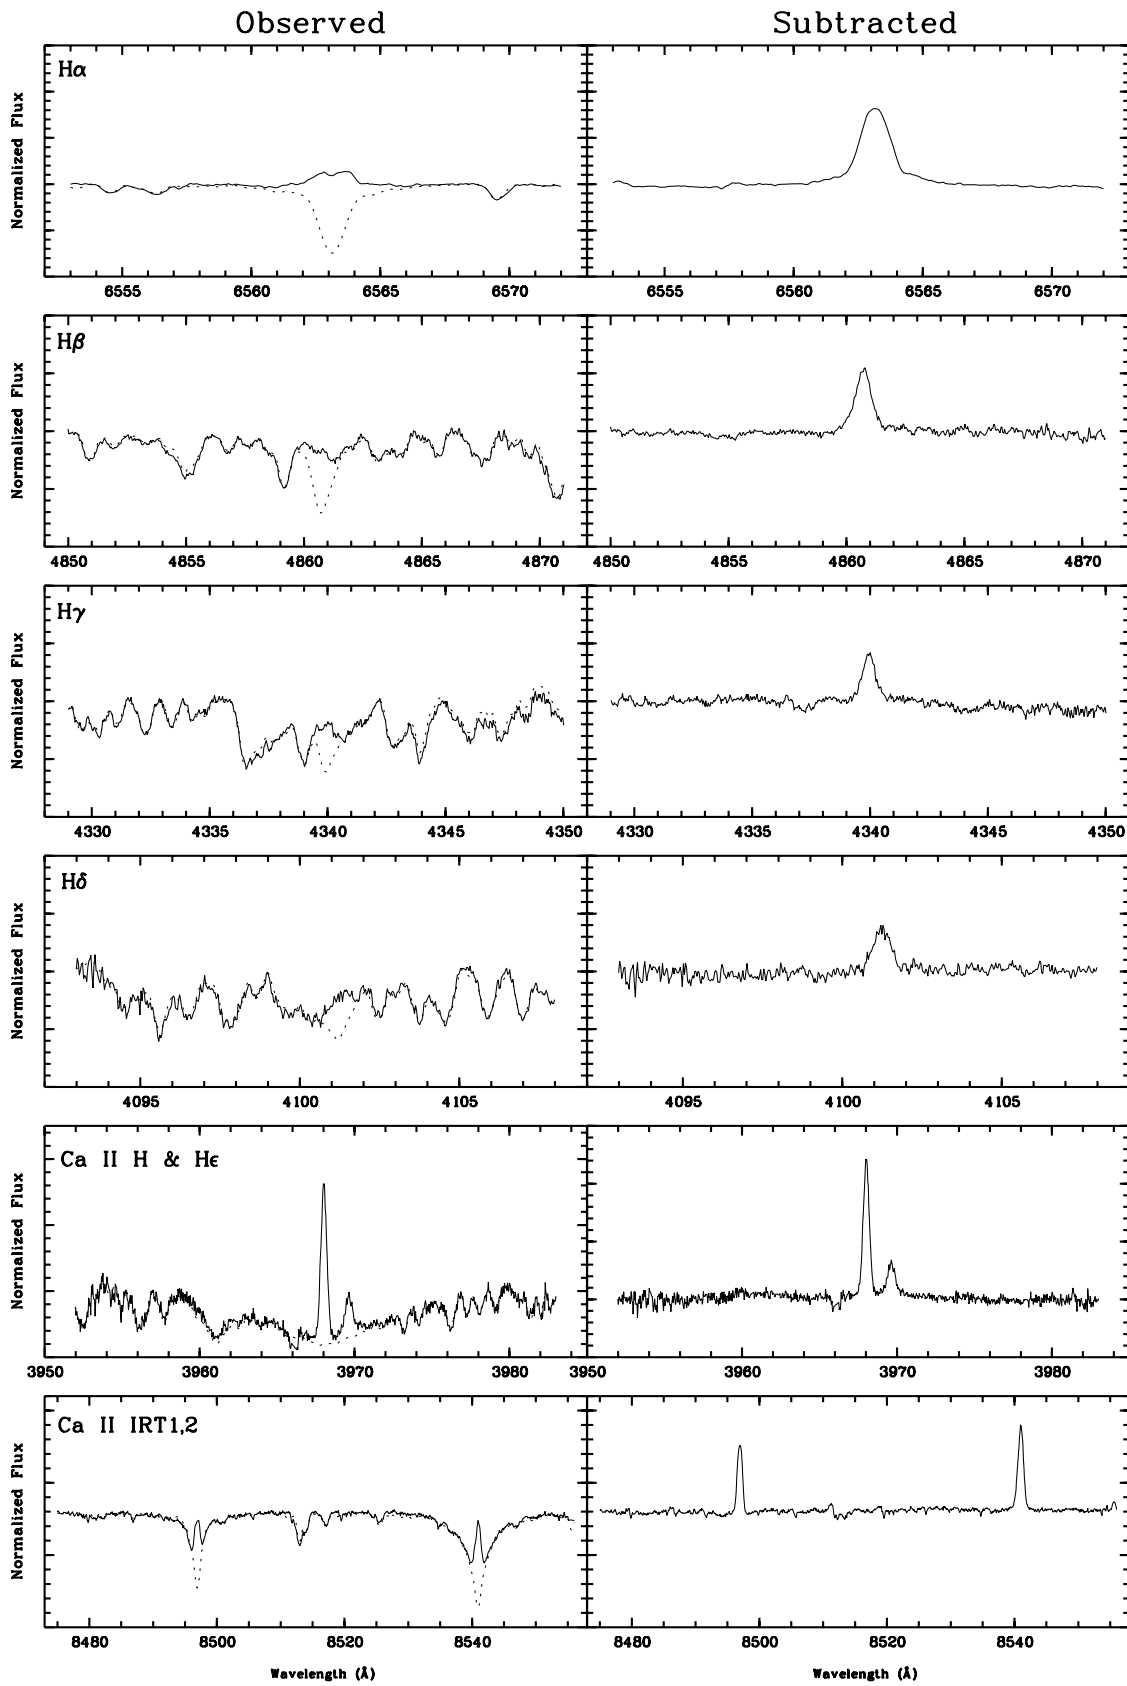 Observed Subtracted
Hα
Normalized Flux
6555 6560 6565 6570 6555 6560 6565 6570
Hβ
Normalized Flux
4850 4855 4860 4865 4870 4850 4855 4860 4865 4870
Hγ
Normalized Flux
4330 4335 4340 4345 4350 4330 4335 4340 4345 4350
Hδ
Normalized Flux
4095 4100 4105 4095 4100 4105
Ca II H & Hϵ
Normalized Flux
3950 3960 3970 3980 3950 3960 3970 3980
Ca II IRT1,2
Normalized Flux
8480 8500 8520 8540 8480 8500 8520 8540
Wavelength (Å) Wavelength (Å)